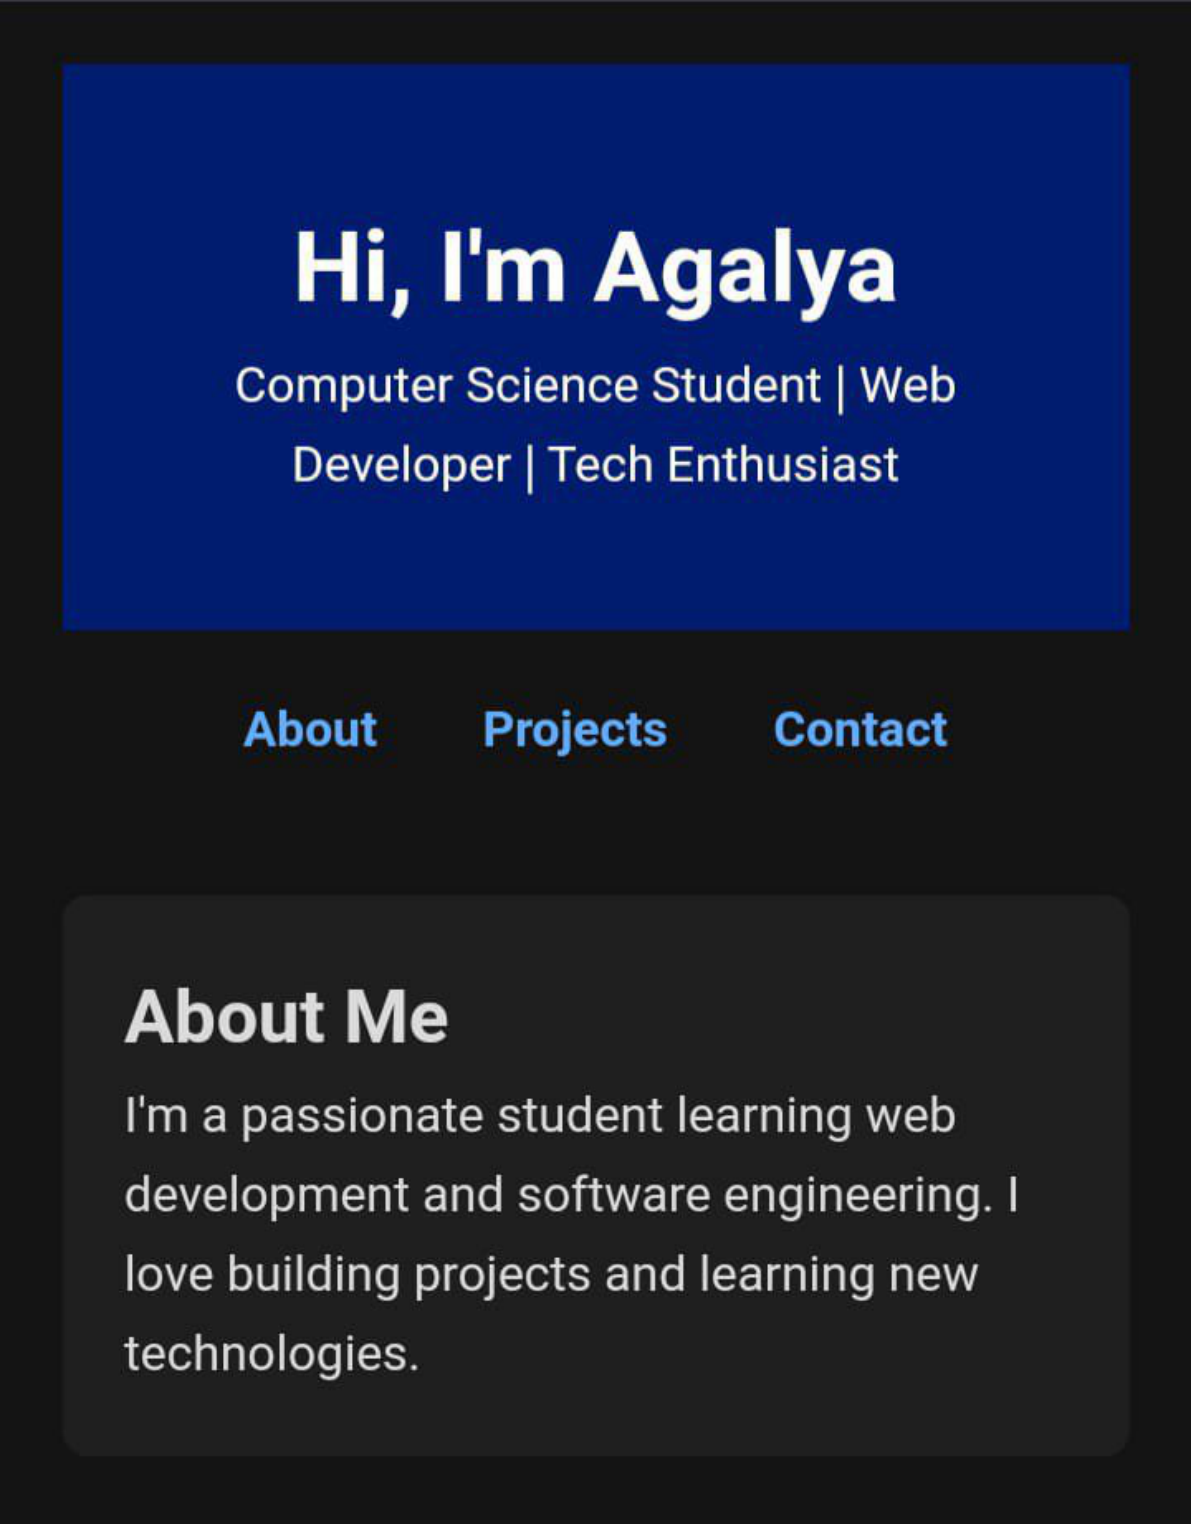 Hi, I'm Agalya
Computer Science Student | Web
Developer | Tech Enthusiast
About Projects Contact
About Me
I'm a passionate student learning web
development and software engineering. I
love building projects and learning new
technologies.